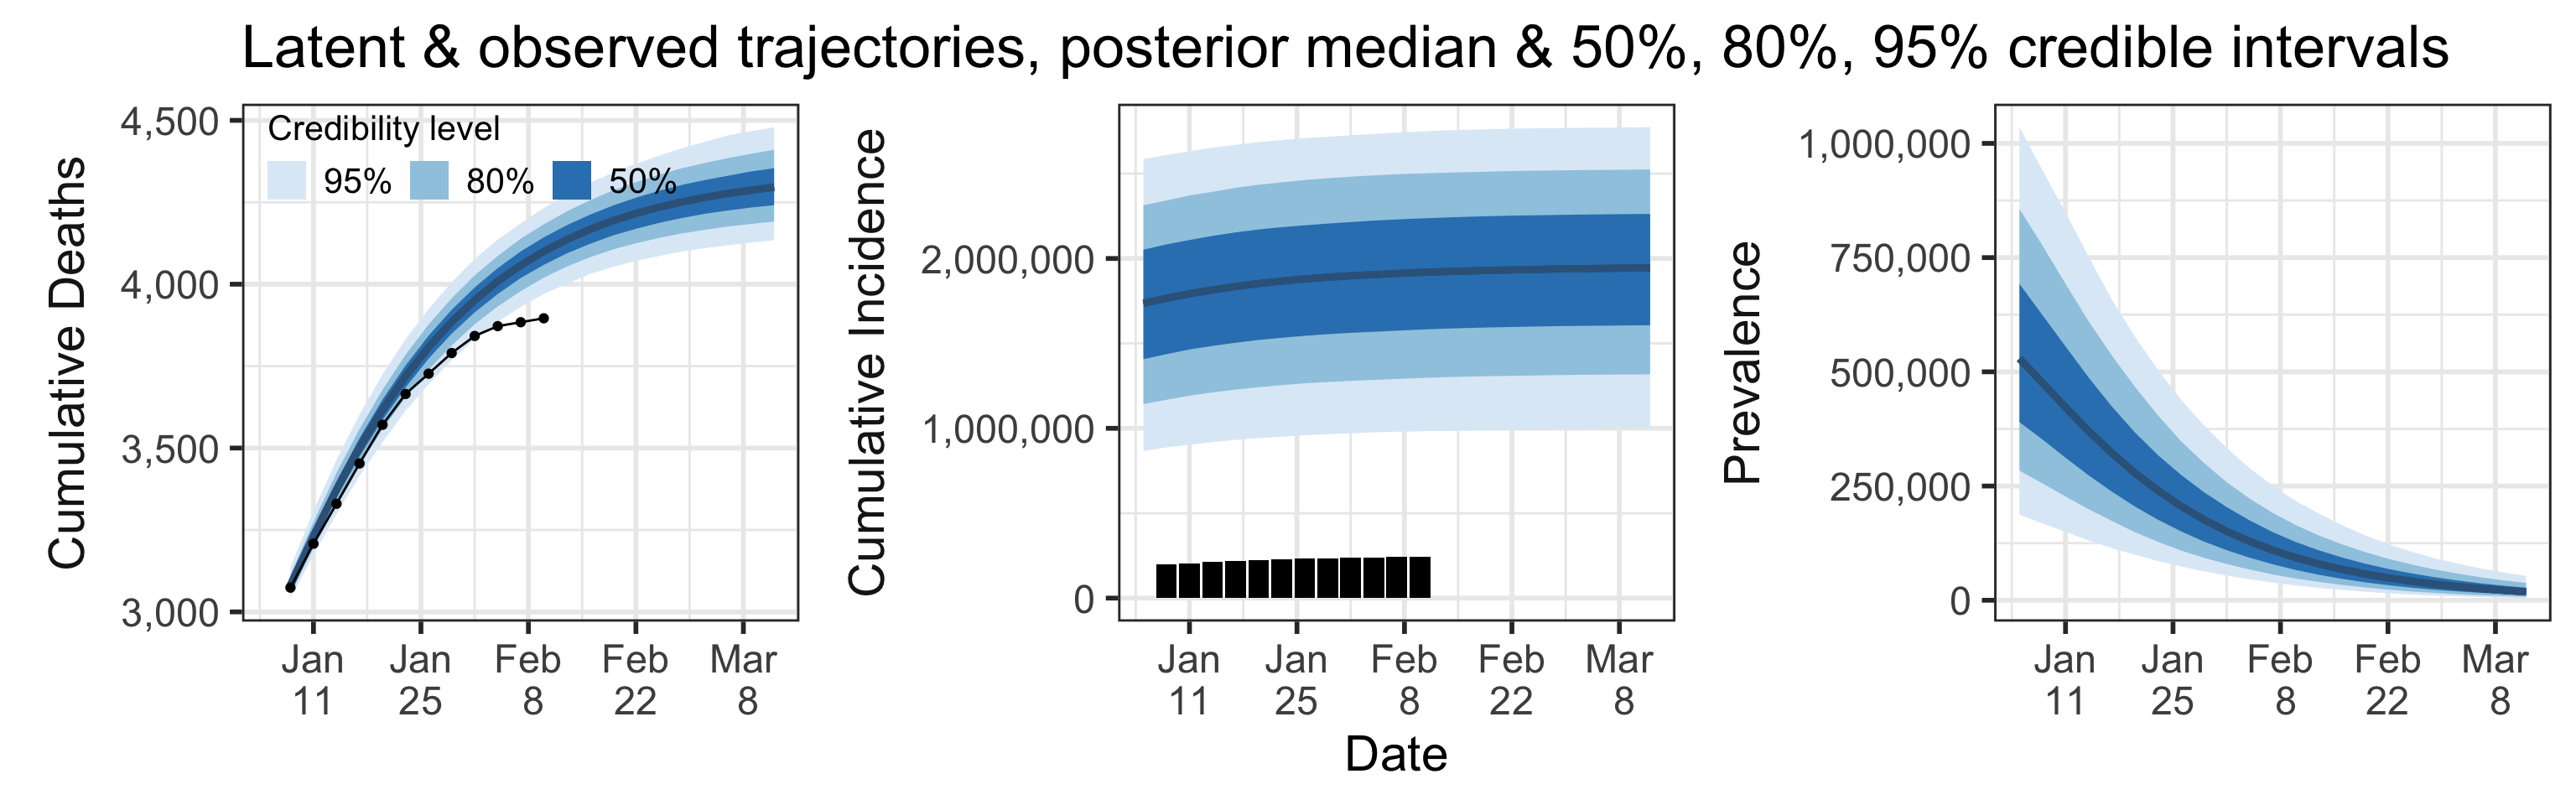 Latent & observed trajectories, posterior median & 50%, 80%, 95% credible intervals
Cumulative Deaths
4,500
4,000
3,500
3,000
Credibility level
95% 80% 50%
Jan 11
Jan 25
Feb 8
Feb 22
Mar 8
Cumulative Incidence
2,000,000
1,000,000
0
Jan 11
Jan 25
Feb 8
Feb 22
Mar 8
Date
Prevalence
1,000,000
750,000
500,000
250,000
0
Jan 11
Jan 25
Feb 8
Feb 22
Mar 8